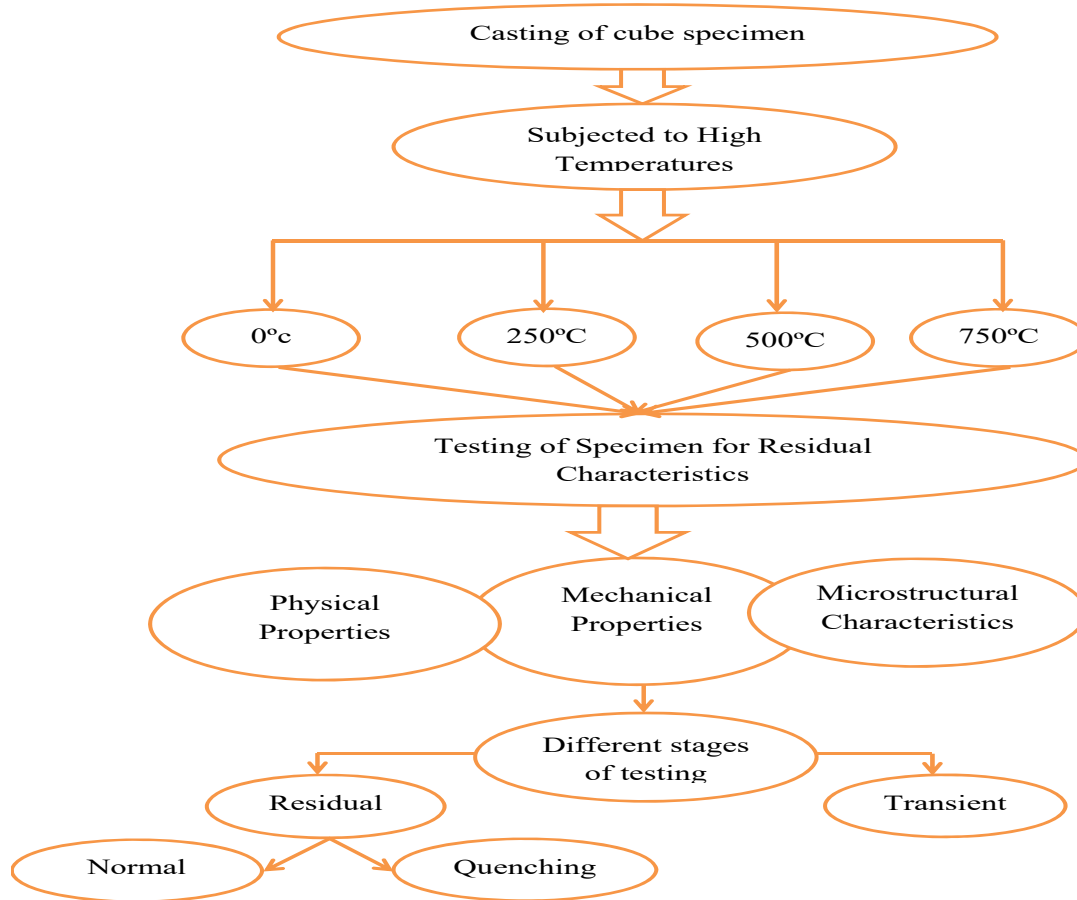 Casting of cube specimen
Subjected to High
Temperatures
0ºc
250ºC
500ºC
750ºC
Testing of Specimen for Residual
Characteristics
Physical
Properties
Mechanical
Properties
Microstructural
Characteristics
Different stages
of testing
Residual
Transient
Normal
Quenching